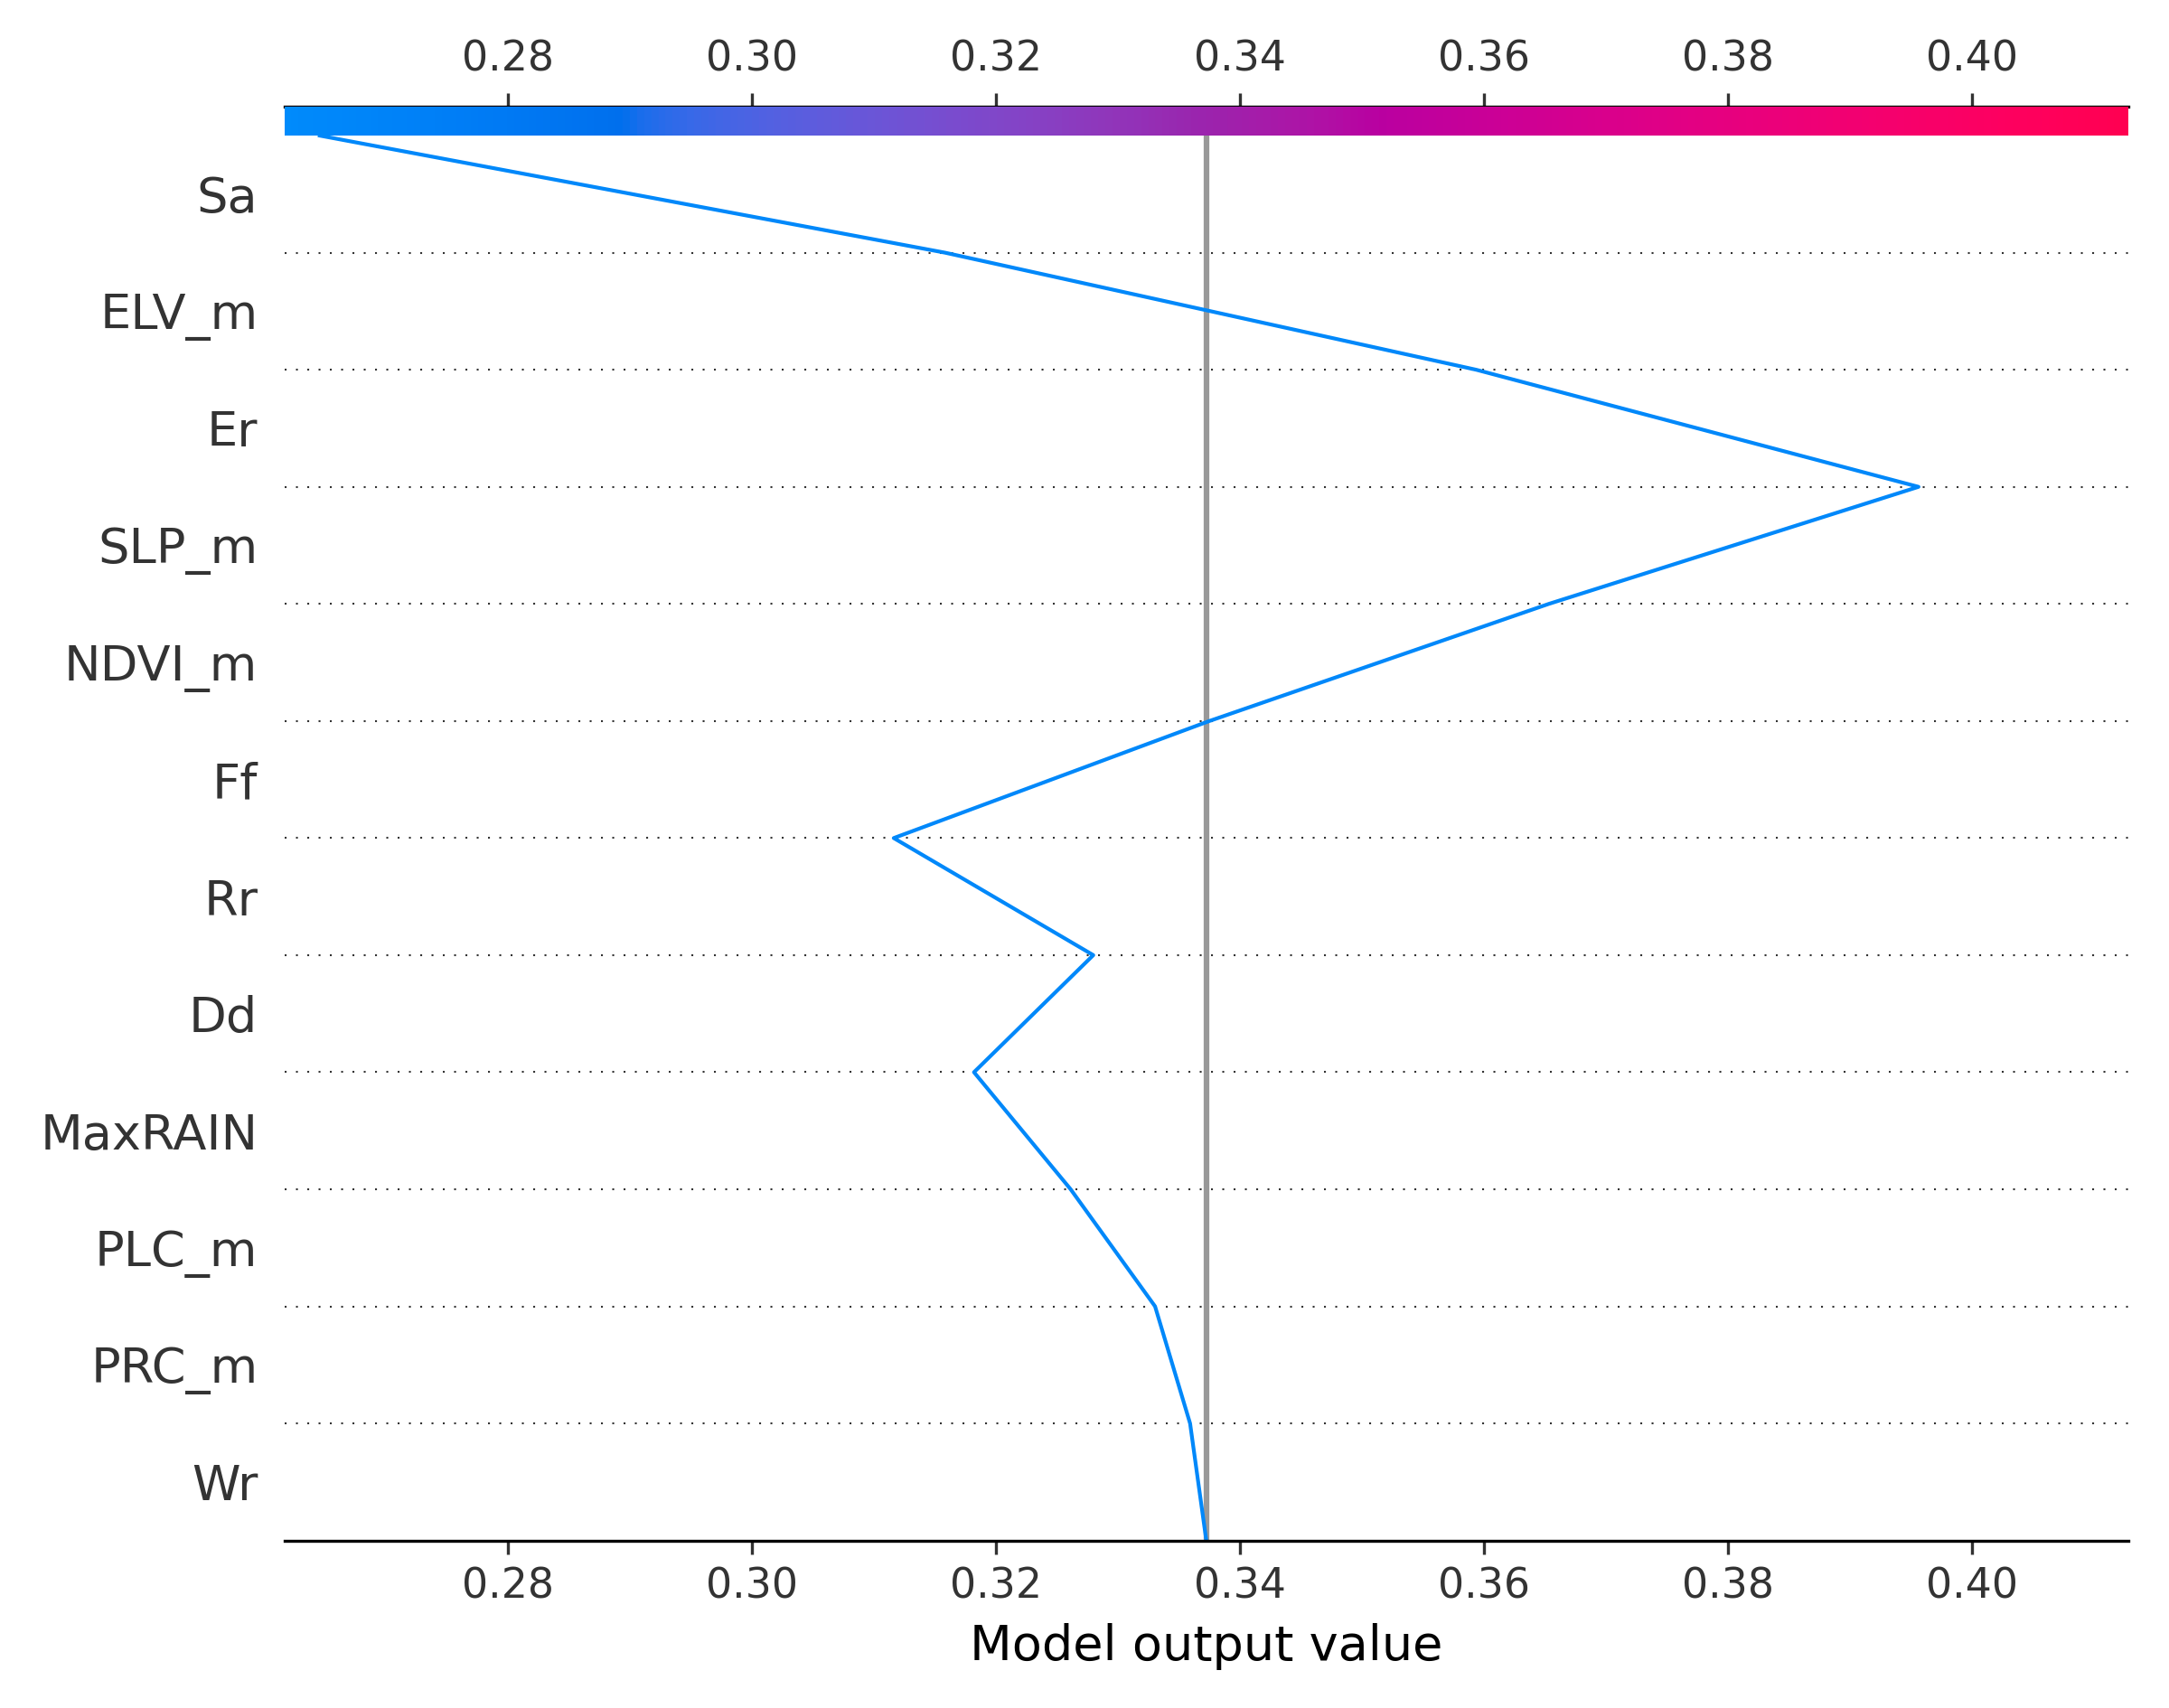 0.28 0.30 0.32 0.34 0.36 0.38 0.40
Sa
ELV_m
Er
SLP_m
NDVI_m
Ff
Rr
Dd
MaxRAIN
PLC_m
PRC_m
Wr
0.28 0.30 0.32 0.34 0.36 0.38 0.40
Model output value